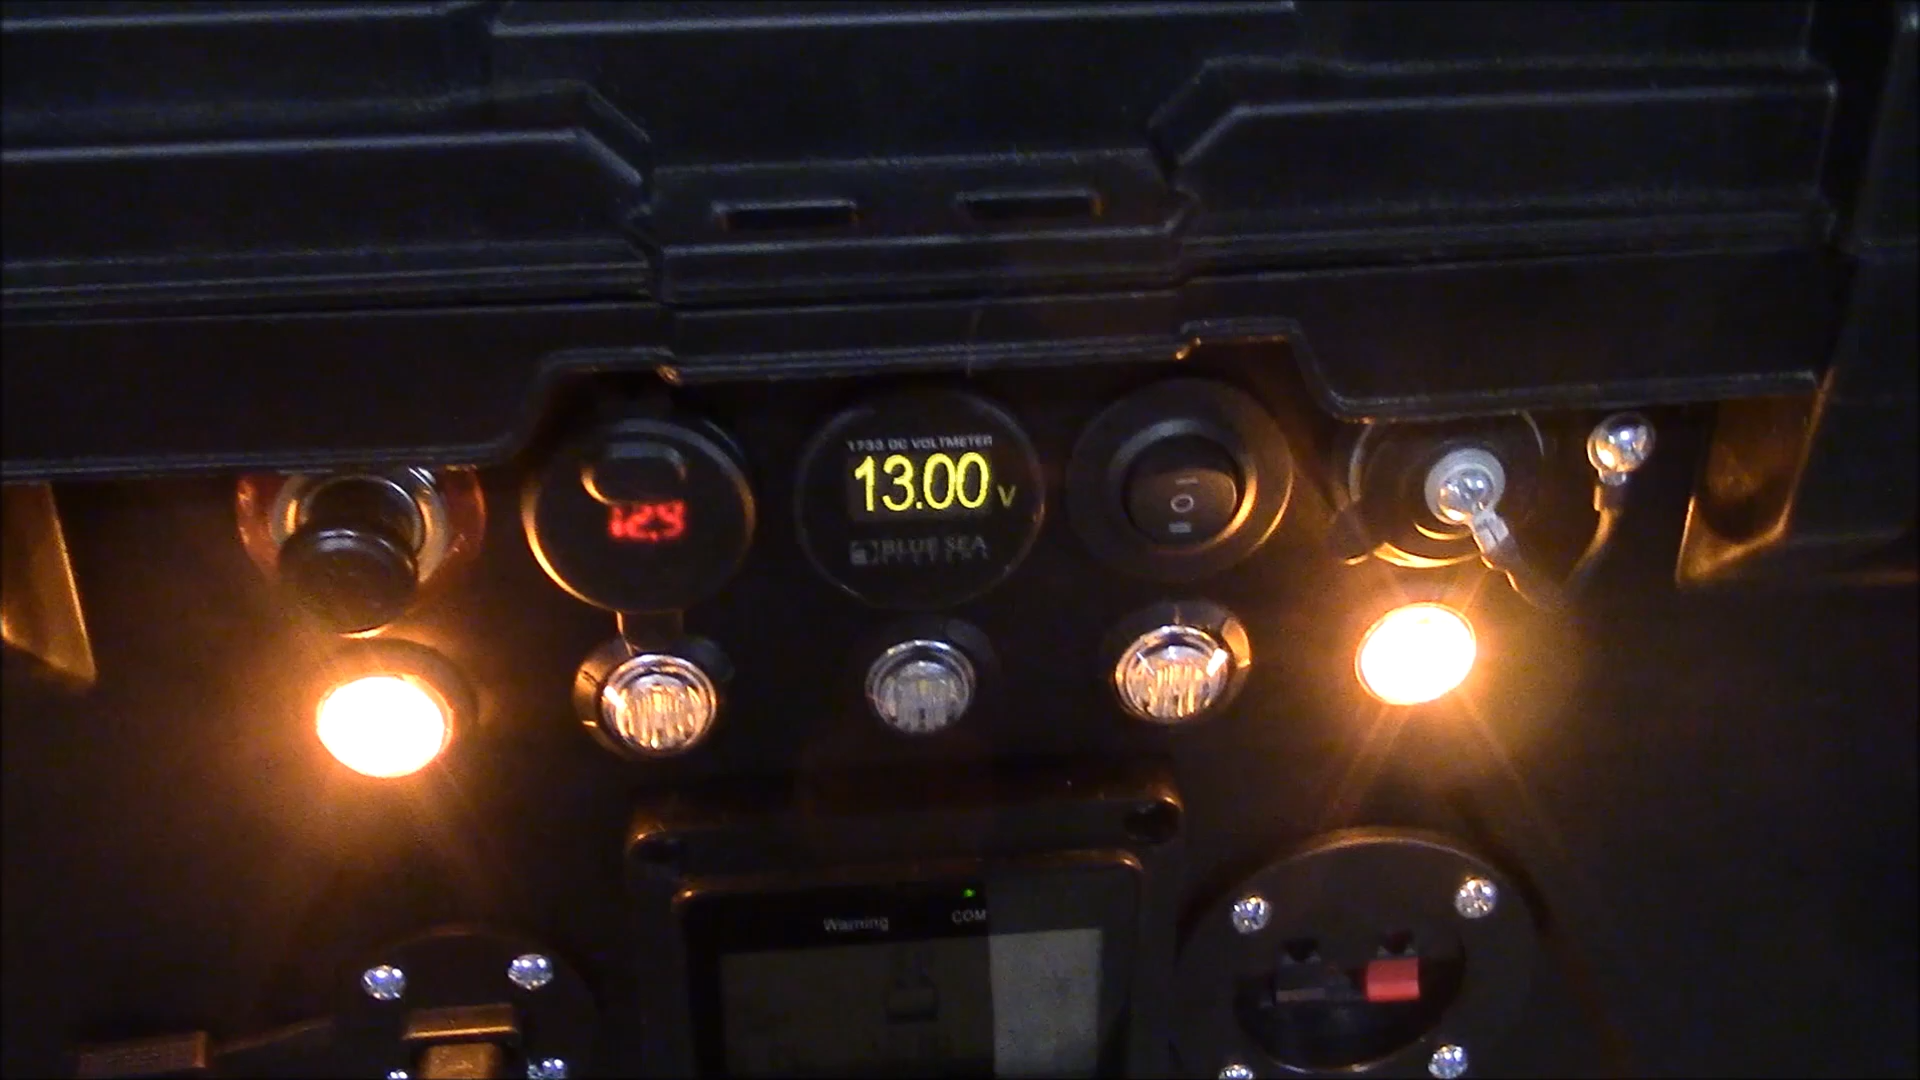 1733 DC VOLTMETER
13.00 V
12.9
BLUE SEA
Warning
COM